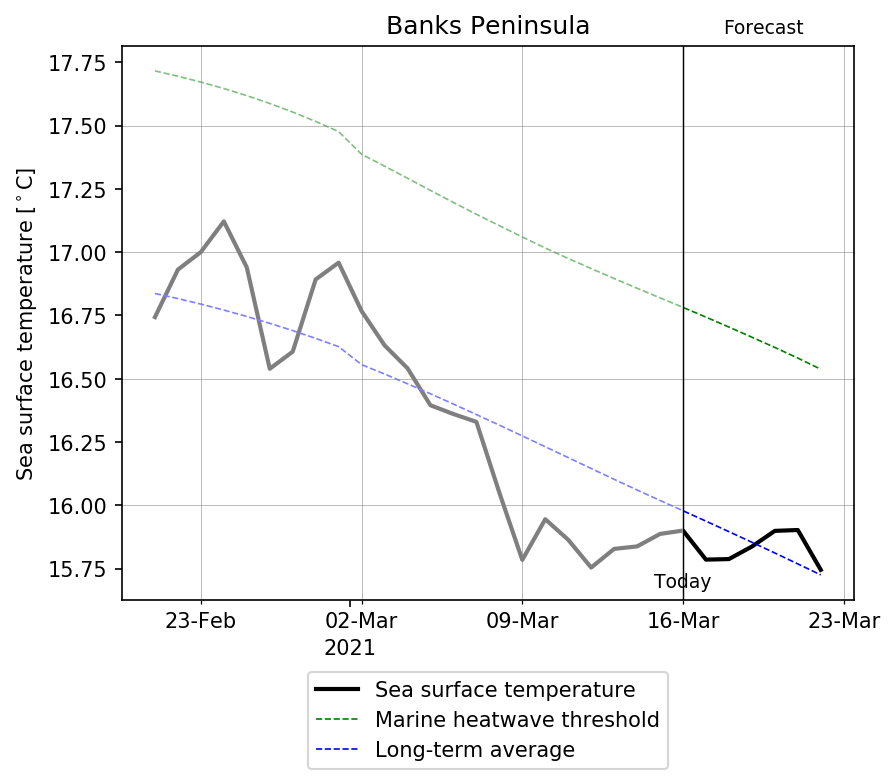 Banks Peninsula
Forecast
Sea surface temperature [°C]
17.75
17.50
17.25
17.00
16.75
16.50
16.25
16.00
15.75
Today
23-Feb
02-Mar
09-Mar
16-Mar
23-Mar
2021
Sea surface temperature
Marine heatwave threshold
Long-term average